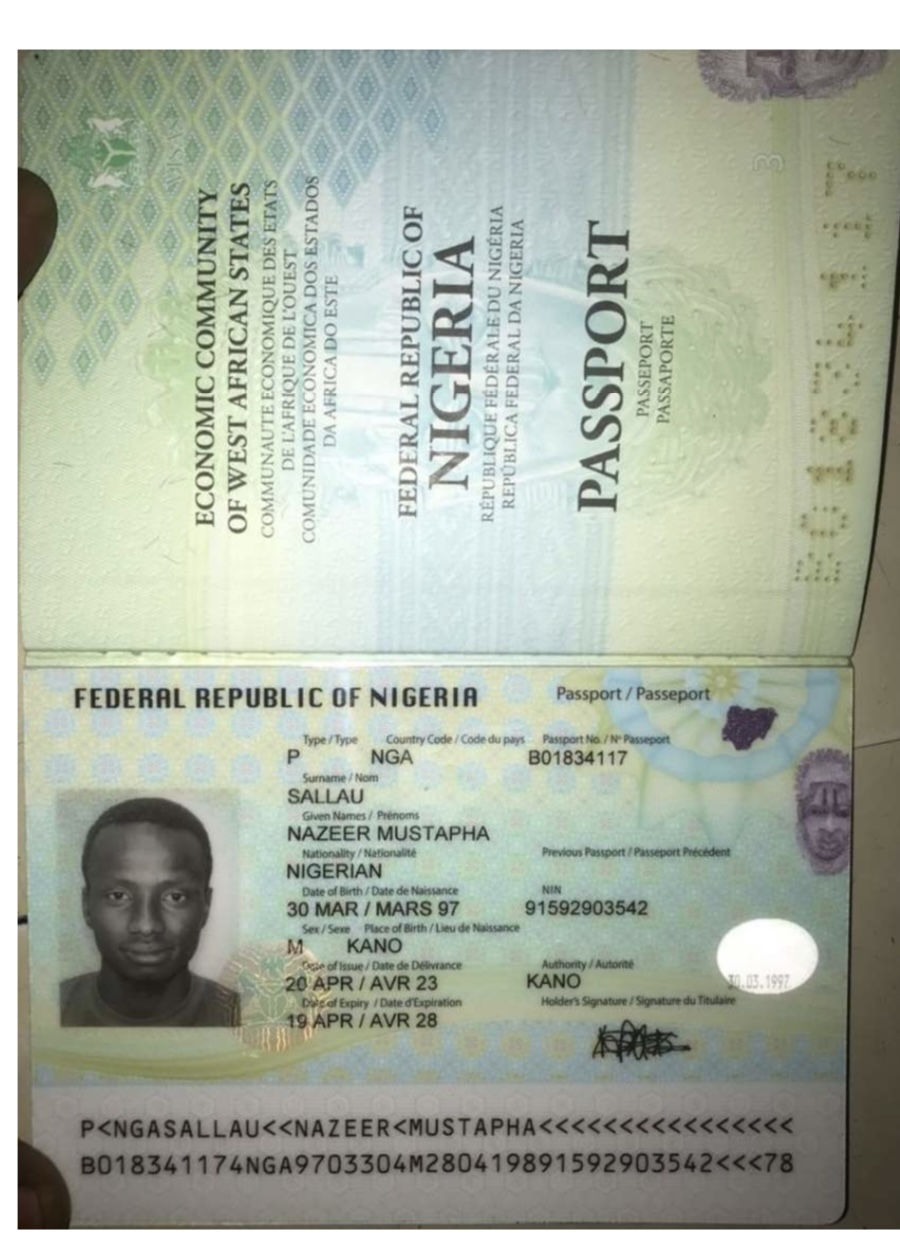 ECONOMIC COMMUNITY
OF WEST AFRICAN STATES
COMMUNAUTE ECONOMIQUE DES ETATS
DE L'AFRIQUE DE L'OUEST
COMUNIDADE ECONOMICA DOS ESTADOS
DA AFRICA DO ESTE
FEDERAL REPUBLIC OF
NIGERIA
RÉPUBLIQUE FÉDÉRALE DU NIGÉRIA
REPÚBLICA FEDERAL DA NIGERIA
PASSPORT
PASSEPORT
PASSAPORTE
3
FEDERAL REPUBLIC OF NIGERIA Passport / Passeport
Type / Type Country Code / Code du pays Passport No. / N° Passeport
P NGA B01834117
Surname / Nom
SALLAU
Given Names / Prénoms
NAZEER MUSTAPHA
Nationality / Nationalité Previous Passport / Passeport Précédent
NIGERIAN
Date of Birth / Date de Naissance NIN
30 MAR / MARS 97 91592903542
Sex / Sexe Place of Birth / Lieu de Naissance
M KANO
Date of Issue / Date de Délivrance Authority / Autorité
20 APR / AVR 23 KANO
30.03.1997
Date of Expiry / Date d'Expiration Holder's Signature / Signature du Titulaire
19 APR / AVR 28
P<NGASALLAU<<NAZEER<MUSTAPHA<<<<<<<<<<<<<<<<
B018341174NGA9703304M28041989159290354​2<<<78